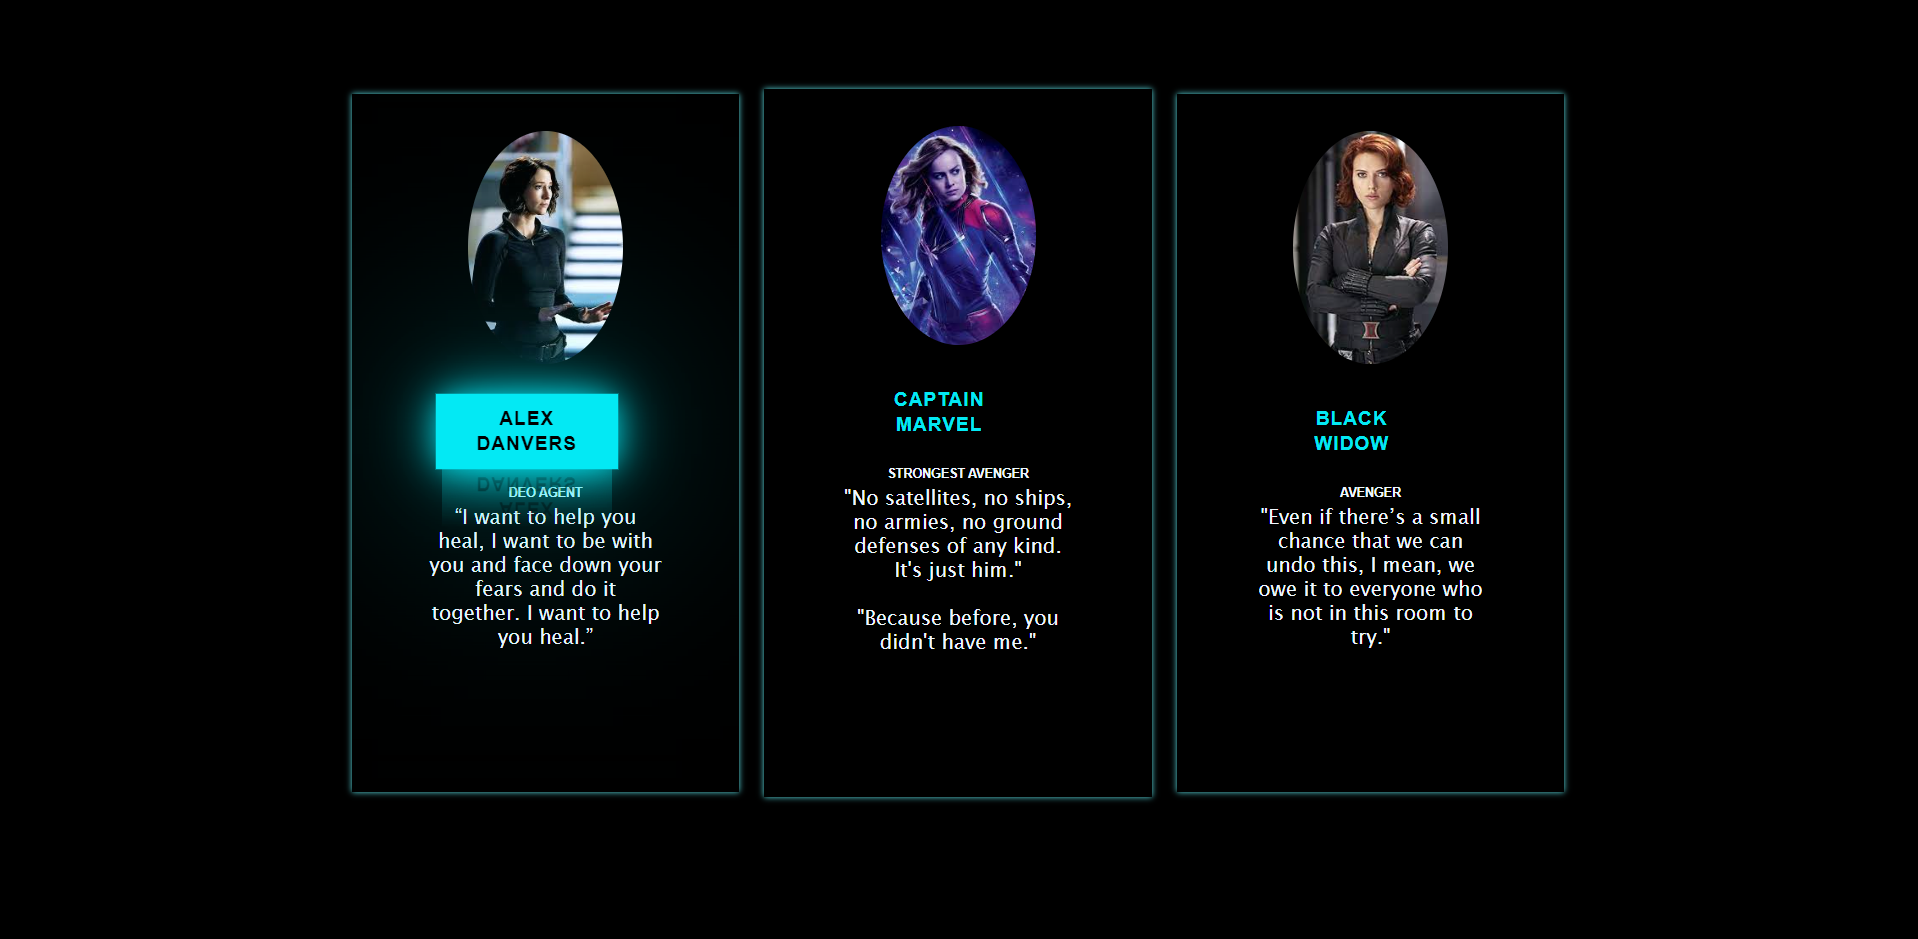 ALEX
DANVERS
DANVERS
ALEX
DEO AGENT
“I want to help you
heal, I want to be with
you and face down your
fears and do it
together. I want to help
you heal.”
CAPTAIN
MARVEL
STRONGEST AVENGER
"No satellites, no ships,
no armies, no ground
defenses of any kind.
It's just him."
"Because before, you
didn't have me."
BLACK
WIDOW
AVENGER
"Even if there’s a small
chance that we can
undo this, I mean, we
owe it to everyone who
is not in this room to
try."